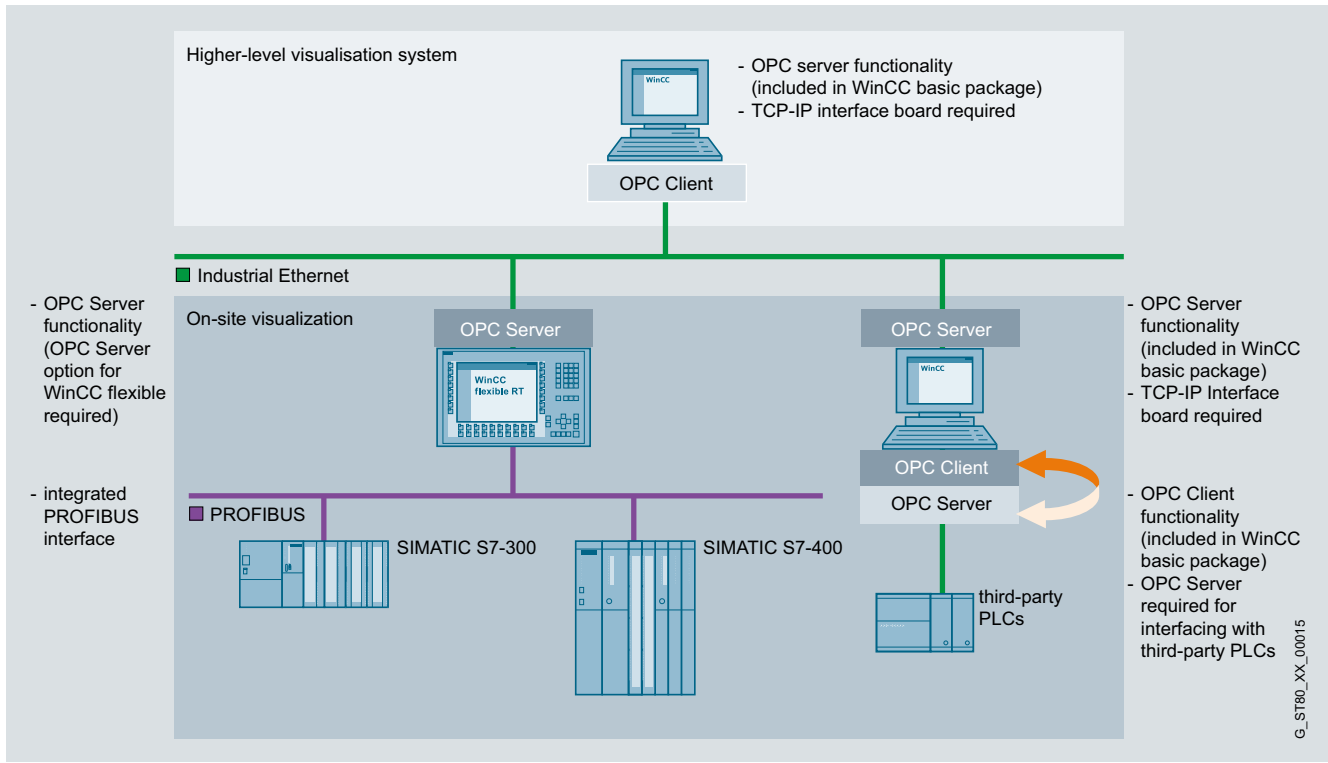 Higher-level visualisation system
WinCC
- OPC server functionality
(included in WinCC basic package)
- TCP-IP interface board required
OPC Client
Industrial Ethernet
- OPC Server
functionality
(OPC Server
option for
WinCC flexible
required)
On-site visualization
OPC Server
WinCC
flexible RT
OPC Server
WinCC
OPC Client
OPC Server
- OPC Server
functionality
(included in WinCC
basic package)
- TCP-IP Interface
board required
- integrated
PROFIBUS
interface
PROFIBUS
SIMATIC S7-300
SIMATIC S7-400
third-party
PLCs
- OPC Client
functionality
(included in WinCC
basic package)
- OPC Server
required for
interfacing with
third-party PLCs
G_ST80_XX_00015